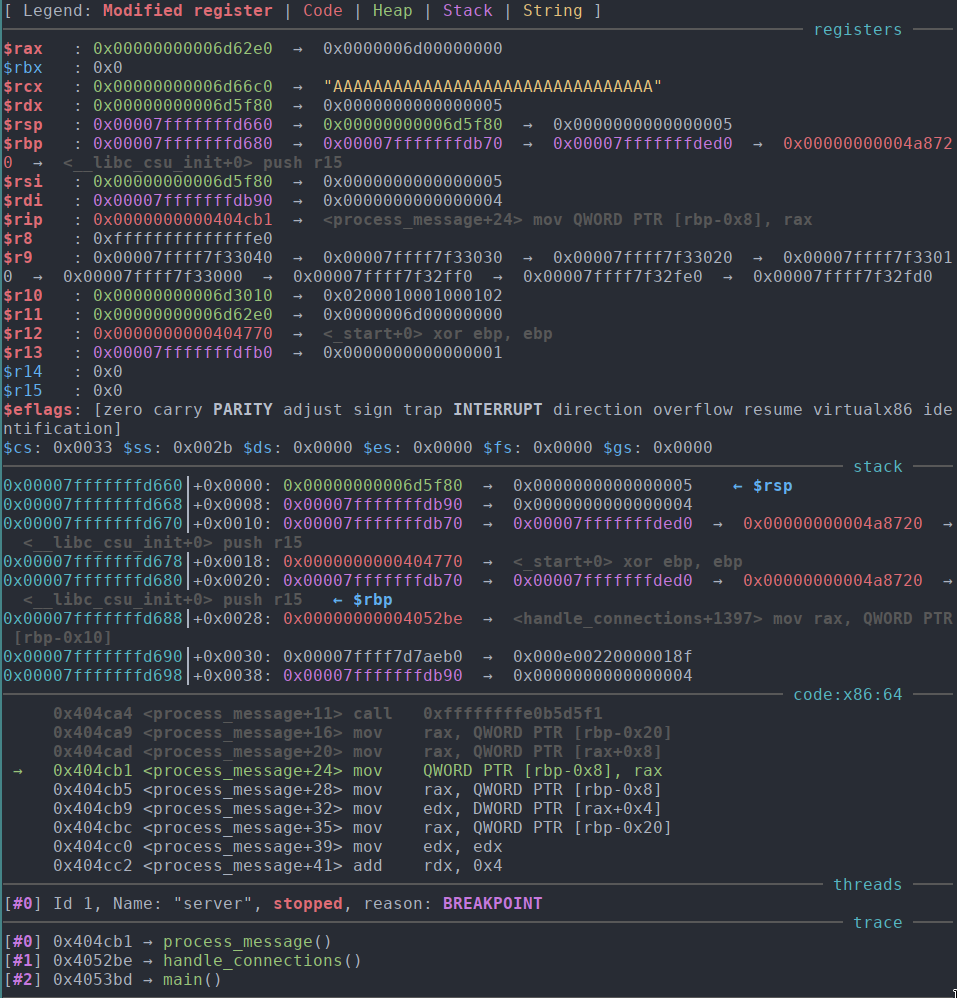 [ Legend: Modified register | Code | Heap | Stack | String ]
registers
$rax   : 0x00000000006d62e0  →  0x0000006d00000000
$rbx   : 0x0
$rcx   : 0x00000000006d66c0  →  "AAAAAAAAAAAAAAAAAAAAAAAAAAAAAAAA"
$rdx   : 0x00000000006d5f80  →  0x0000000000000005
$rsp   : 0x00007fffffffd660  →  0x00000000006d5f80  →  0x0000000000000005
$rbp   : 0x00007fffffffd680  →  0x00007fffffffdb70  →  0x00007fffffffded0  →  0x00000000004a872
0  →  <__libc_csu_init+0> push r15
$rsi   : 0x00000000006d5f80  →  0x0000000000000005
$rdi   : 0x00007fffffffdb90  →  0x0000000000000004
$rip   : 0x0000000000404cb1  →  <process_message+24> mov QWORD PTR [rbp-0x8], rax
$r8    : 0xffffffffffffffe0
$r9    : 0x00007ffff7f33040  →  0x00007ffff7f33030  →  0x00007ffff7f33020  →  0x00007ffff7f3301
0  →  0x00007ffff7f33000  →  0x00007ffff7f32ff0  →  0x00007ffff7f32fe0  →  0x00007ffff7f32fd0
$r10   : 0x00000000006d3010  →  0x0200010001000102
$r11   : 0x00000000006d62e0  →  0x0000006d00000000
$r12   : 0x0000000000404770  →  <_start+0> xor ebp, ebp
$r13   : 0x00007fffffffdfb0  →  0x0000000000000001
$r14   : 0x0
$r15   : 0x0
$eflags: [zero carry PARITY adjust sign trap INTERRUPT direction overflow resume virtualx86 ide
ntification]
$cs: 0x0033 $ss: 0x002b $ds: 0x0000 $es: 0x0000 $fs: 0x0000 $gs: 0x0000
stack
0x00007fffffffd660│+0x0000: 0x00000000006d5f80  →  0x0000000000000005    ← $rsp
0x00007fffffffd668│+0x0008: 0x00007fffffffdb90  →  0x0000000000000004
0x00007fffffffd670│+0x0010: 0x00007fffffffdb70  →  0x00007fffffffded0  →  0x00000000004a8720  →
<__libc_csu_init+0> push r15
0x00007fffffffd678│+0x0018: 0x0000000000404770  →  <_start+0> xor ebp, ebp
0x00007fffffffd680│+0x0020: 0x00007fffffffdb70  →  0x00007fffffffded0  →  0x00000000004a8720  →
<__libc_csu_init+0> push r15   ← $rbp
0x00007fffffffd688│+0x0028: 0x00000000004052be  →  <handle_connections+1397> mov rax, QWORD PTR
[rbp-0x10]
0x00007fffffffd690│+0x0030: 0x00007ffff7d7aeb0  →  0x000e00220000018f
0x00007fffffffd698│+0x0038: 0x00007fffffffdb90  →  0x0000000000000004
code:x86:64
0x404ca4 <process_message+11> call   0xffffffffe0b5d5f1
0x404ca9 <process_message+16> mov    rax, QWORD PTR [rbp-0x20]
0x404cad <process_message+20> mov    rax, QWORD PTR [rax+0x8]
→   0x404cb1 <process_message+24> mov    QWORD PTR [rbp-0x8], rax
0x404cb5 <process_message+28> mov    rax, QWORD PTR [rbp-0x8]
0x404cb9 <process_message+32> mov    edx, DWORD PTR [rax+0x4]
0x404cbc <process_message+35> mov    rax, QWORD PTR [rbp-0x20]
0x404cc0 <process_message+39> mov    edx, edx
0x404cc2 <process_message+41> add    rdx, 0x4
threads
[#0] Id 1, Name: "server", stopped, reason: BREAKPOINT
trace
[#0] 0x404cb1 → process_message()
[#1] 0x4052be → handle_connections()
[#2] 0x4053bd → main()